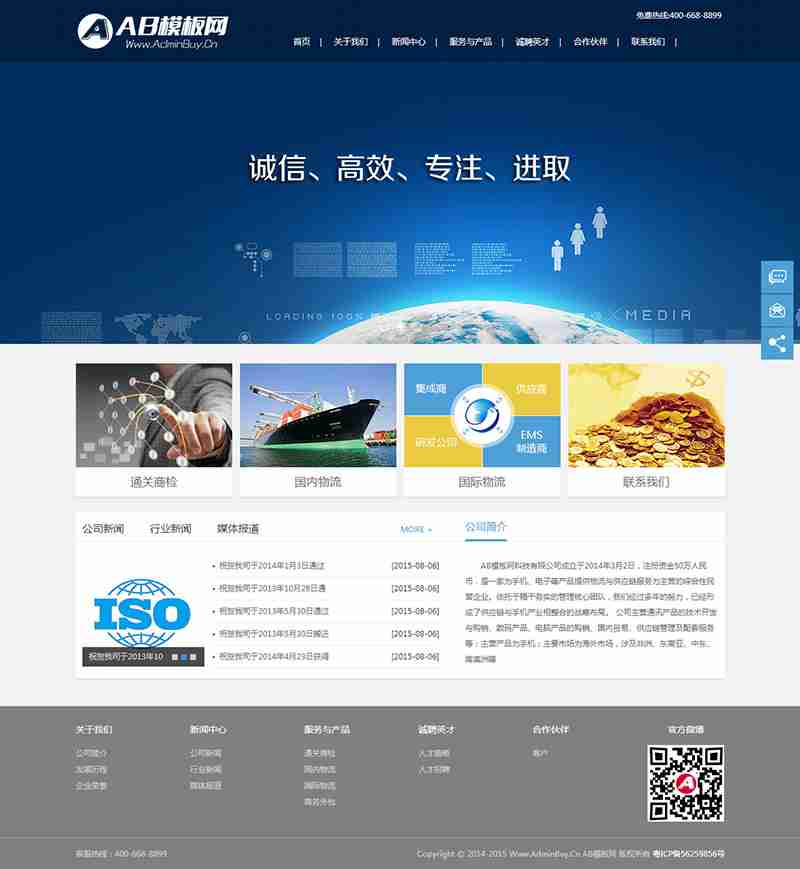 AB模板网
Www.AdminBuy.Cn
免费热线:400-668-8899
首页 | 关于我们 | 新闻中心 | 服务与产品 | 诚聘英才 | 合作伙伴 | 联系我们 |
诚信、高效、专注、进取
LOADING 100%
XMEDIA
集成商
供应商
研发公司
EMS
制造商
通关商检
国内物流
国际物流
联系我们
公司新闻 行业新闻 媒体报道 MORE +
ISO
祝贺我司于2013年10
• 祝贺我司于2014年1月3日通过 [2015-08-06]
• 祝贺我司于2013年10月28日通 [2015-08-06]
• 祝贺我司于2013年5月30日通过 [2015-08-06]
• 祝贺我司于2013年5月30日搬迁 [2015-08-06]
• 祝贺我司于2014年4月29日获得 [2015-08-06]
公司简介
AB模板网科技有限公司成立于2014年3月2日，注册资金50万人民
币，是一家为手机、电子等产品提供物流与供应链服务为主营的综合性民
营企业。依托于精干务实的管理核心团队，我们经过多年的努力，已经形
成了供应链与手机产业相整合的战略布局。 公司主营通讯产品的技术开发
与购销、数码产品、电脑产品的购销、国内贸易、供应链管理及配套服务
等；主营产品为手机；主要市场为海外市场，涉及非洲、东南亚、中东、
南美洲等
关于我们
公司简介
发展历程
企业荣誉
新闻中心
公司新闻
行业新闻
媒体报道
服务与产品
通关商检
国内物流
国际物流
商务外包
诚聘英才
人才策略
人才招聘
合作伙伴
客户
官方微博
客服热线：400-668-8899
Copyright © 2014-2015 Www.AdminBuy.Cn AB模板网 版权所有 粤ICP备56259856号